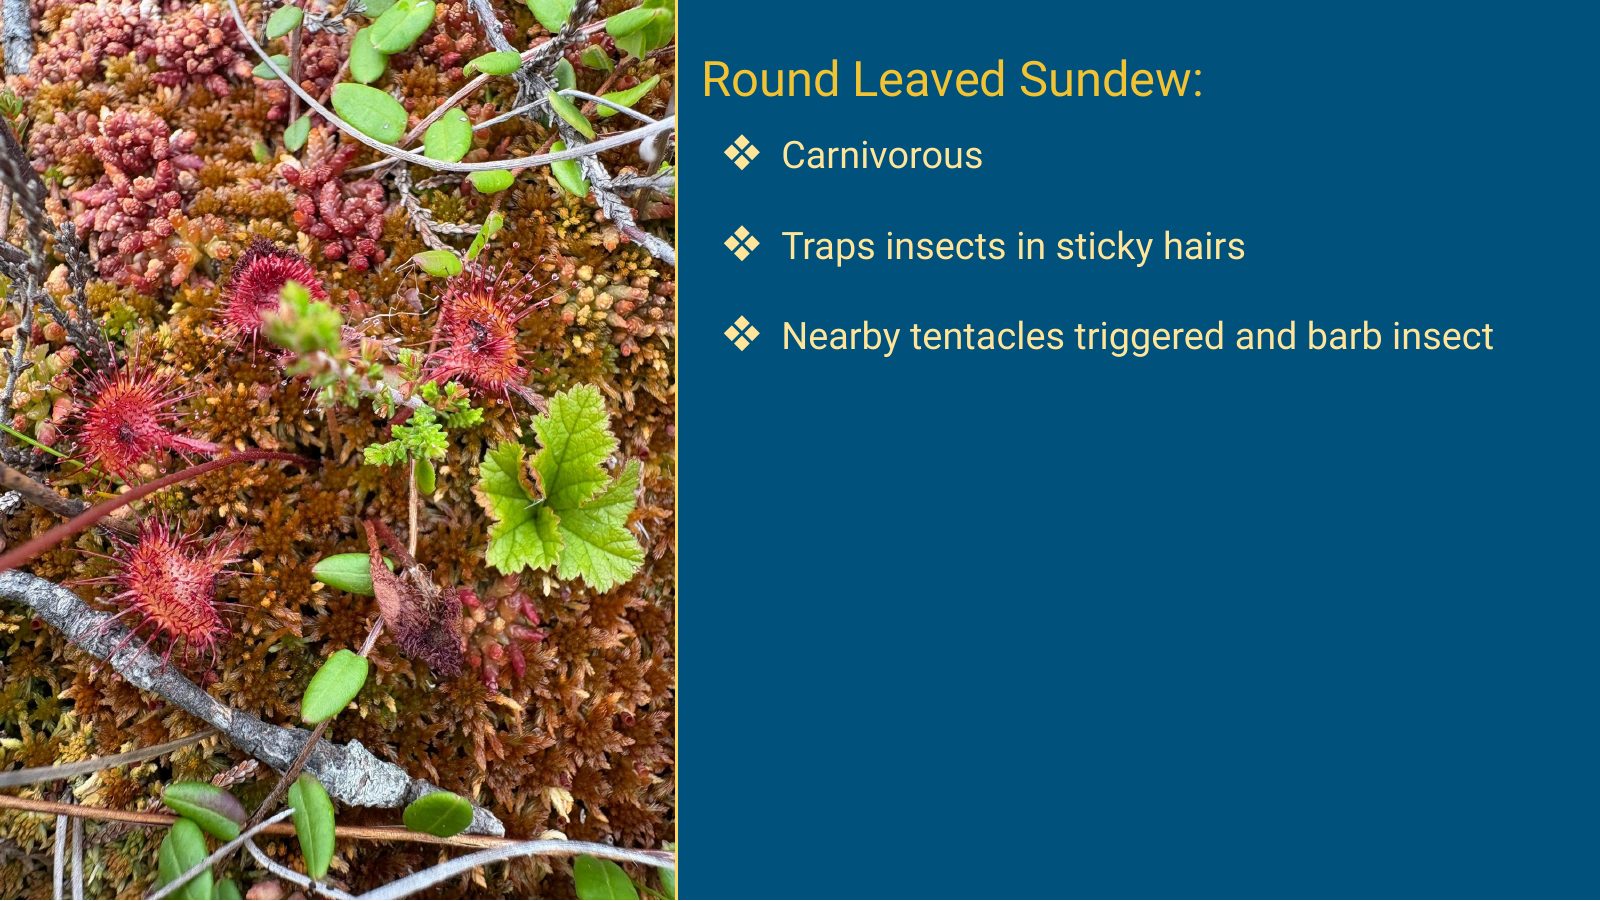 Round Leaved Sundew:
❖ Carnivorous
❖ Traps insects in sticky hairs
❖ Nearby tentacles triggered and barb insect